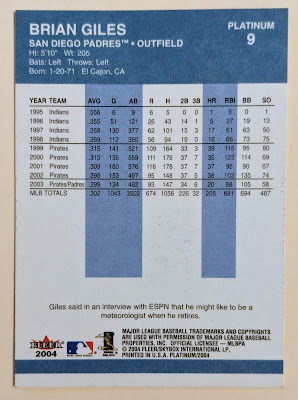 BRIAN GILES
PLATINUM
SAN DIEGO PADRES™ • OUTFIELD
9
Ht: 5'10" Wt: 205
Bats: Left Throws: Left
Born: 1-20-71 El Cajon, CA
YEAR TEAM AVG G AB R H 2B 3B HR RBI BB SO
1995 Indians .556 6 9 6 5 0 0 1 3 0 1
1996 Indians .355 51 121 26 43 14 1 5 27 19 13
1997 Indians .268 130 377 62 101 15 3 17 61 63 50
1998 Indians .269 112 350 56 94 19 0 16 66 73 75
1999 Pirates .315 141 521 109 164 33 3 39 115 95 80
2000 Pirates .315 156 559 111 176 37 7 35 123 114 69
2001 Pirates .309 160 576 116 178 37 7 37 95 90 67
2002 Pirates .298 153 497 95 148 37 5 38 103 135 74
2003 Pirates/Padres .299 134 492 93 147 34 6 20 88 105 58
MLB TOTALS .302 1043 3502 674 1056 226 32 208 681 694 487
Giles said in an interview with ESPN that he might like to be a
meteorologist when he retires.
FLEER
2004
MAJOR LEAGUE BASEBALL TRADEMARKS AND COPYRIGHTS
ARE USED WITH PERMISSION OF MAJOR LEAGUE BASEBALL
PROPERTIES, INC. OFFICIAL LICENSEE - MLBPA
© 2004 FLEER/SKYBOX INTERNATIONAL LP,
PRINTED IN U.S.A. PLATINUM/2004